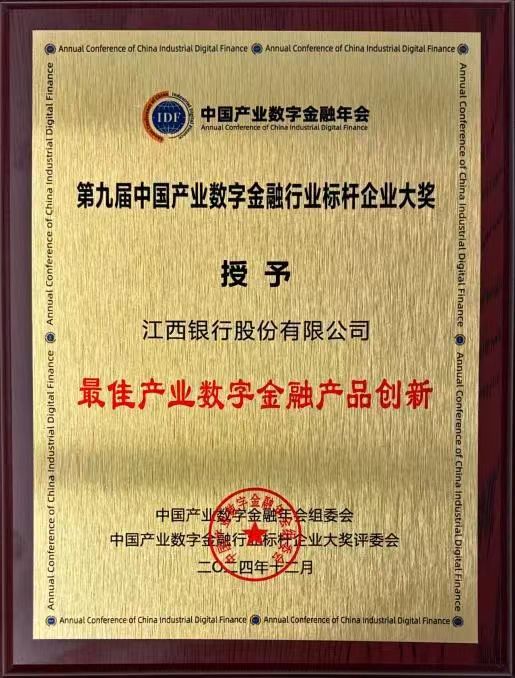 Annual Conference of China Industrial Digital Finance Annual Conference of China Industrial Digital Finance
Annual Conference of China Industrial Digital Finance
Annual Conference of China Industrial Digital Finance
Annual Conference of China Industrial Digital Finance
Annual Conference of China Industrial Digital Finance
IDF
中国产业数字金融年会
Annual Conference of China Industrial Digital Finance
第九届中国产业数字金融行业标杆企业大奖
授予
江西银行股份有限公司
最佳产业数字金融产品创新
中国产业数字金融年会组委会
中国产业数字金融行业标杆企业大奖评委会
二〇二四年十二月
Annual Conference of China Industrial Digital Finance Annual Conference of China Industrial Digital Finance